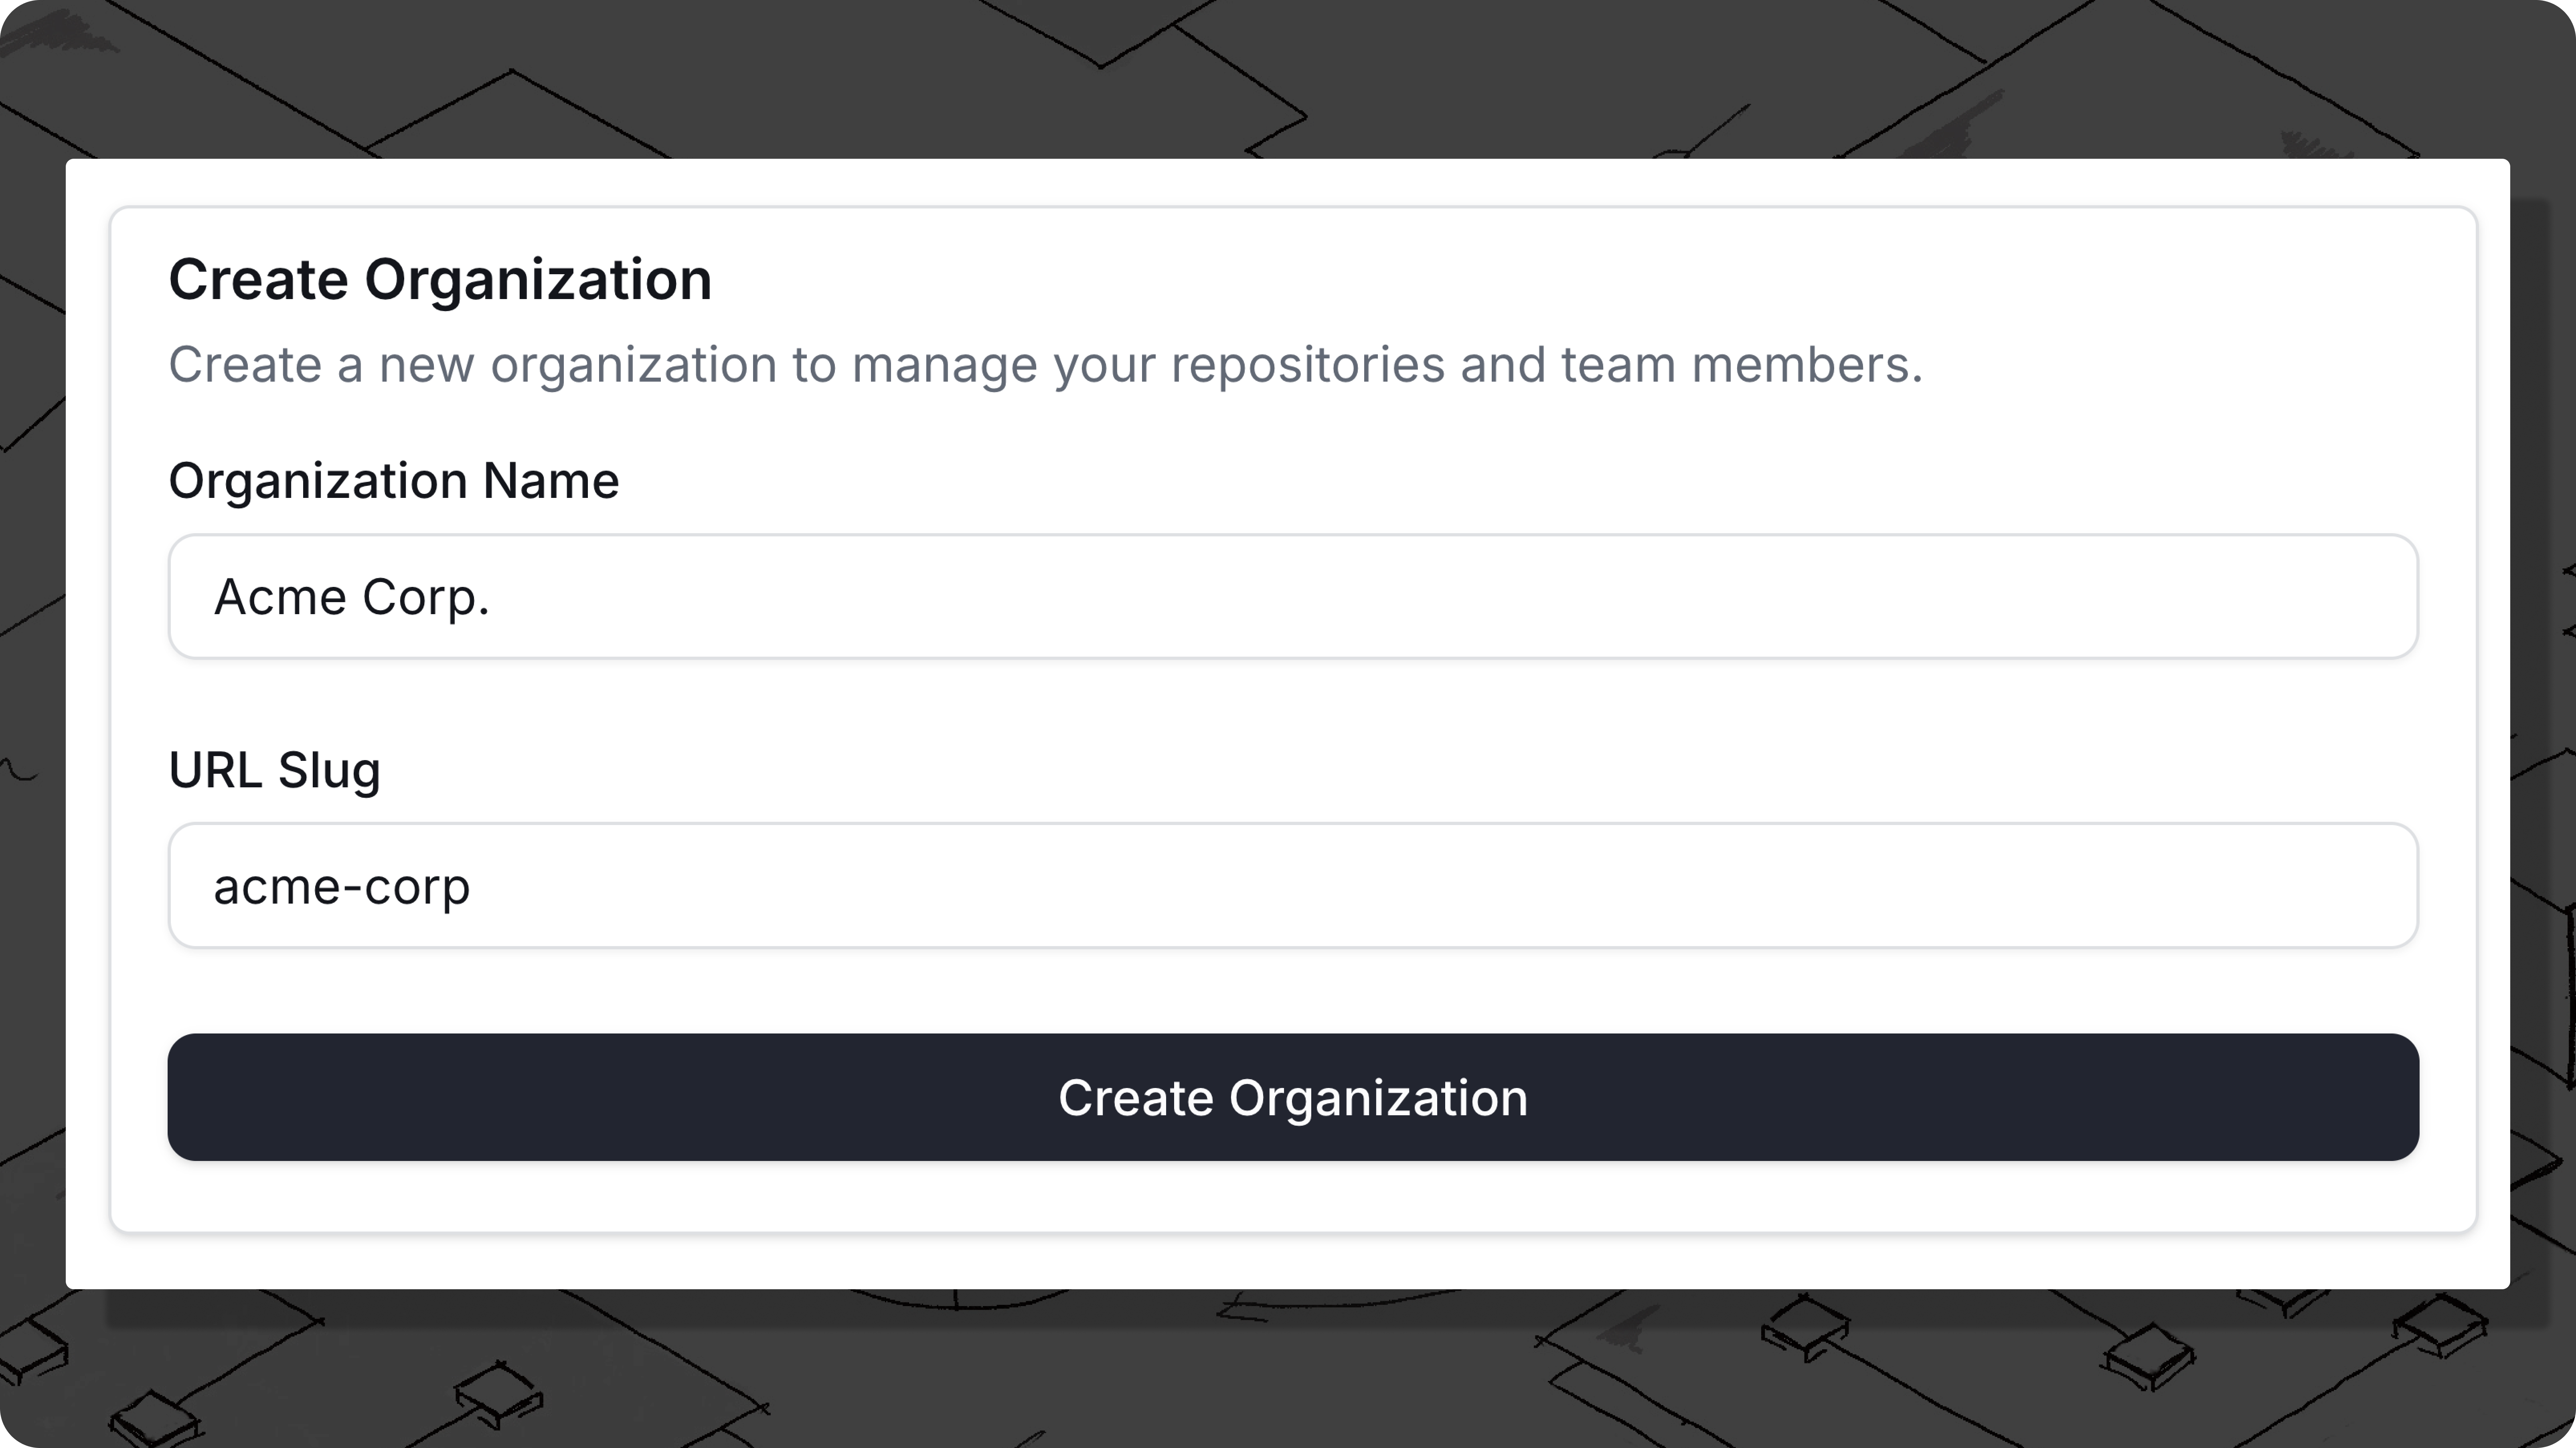 Create Organization
Create a new organization to manage your repositories and team members.
Organization Name
Acme Corp.
URL Slug
acme-corp
Create Organization